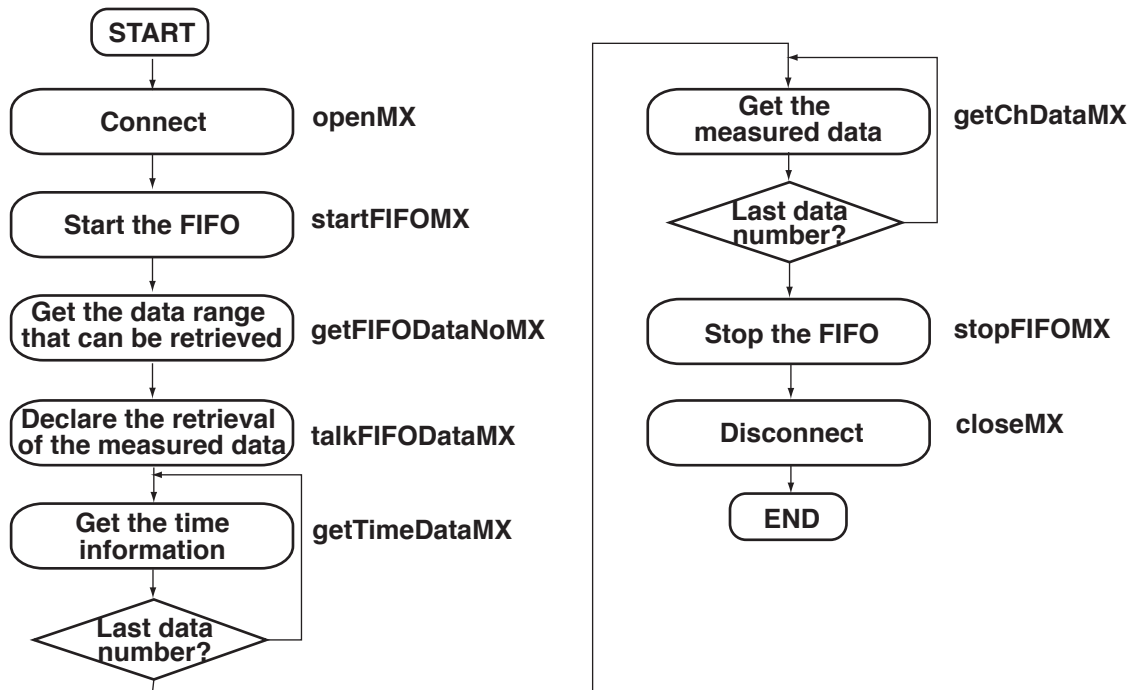 START
Connect
openMX
Start the FIFO
startFIFOMX
Get the data range
that can be retrieved
getFIFODataNoMX
Declare the retrieval
of the measured data
talkFIFODataMX
Get the time
information
getTimeDataMX
Last data
number?
Get the
measured data
getChDataMX
Last data
number?
Stop the FIFO
stopFIFOMX
Disconnect
closeMX
END